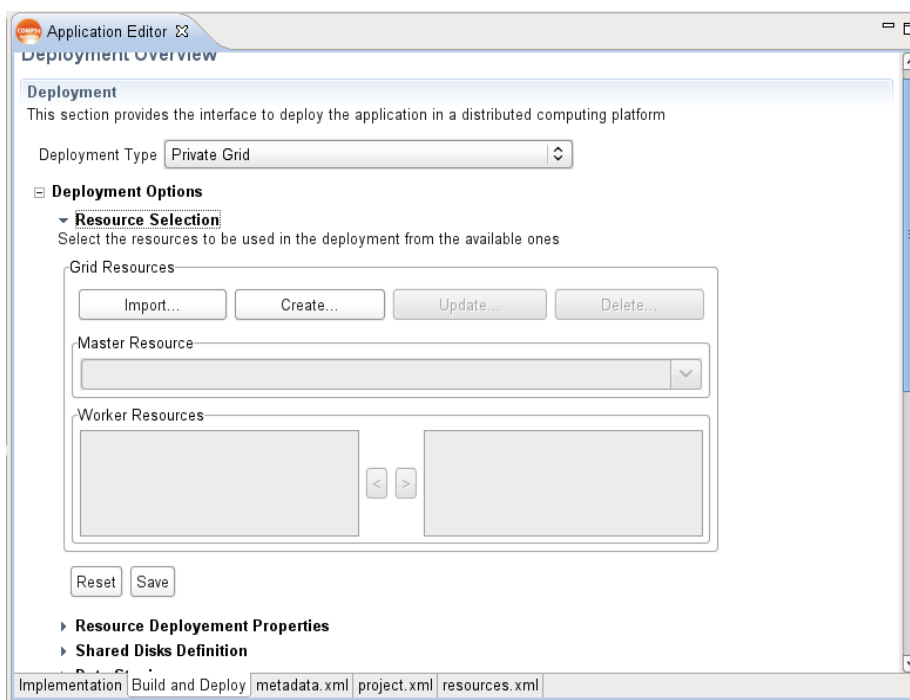 COMPSs
Application Editor
Deployment Overview
Deployment
This section provides the interface to deploy the application in a distributed computing platform
Deployment Type Private Grid
Deployment Options
Resource Selection
Select the resources to be used in the deployment from the available ones
Grid Resources
Import... Create... Update... Delete...
Master Resource
Worker Resources
< >
Reset Save
Resource Deployement Properties
Shared Disks Definition
Implementation Build and Deploy metadata.xml project.xml resources.xml